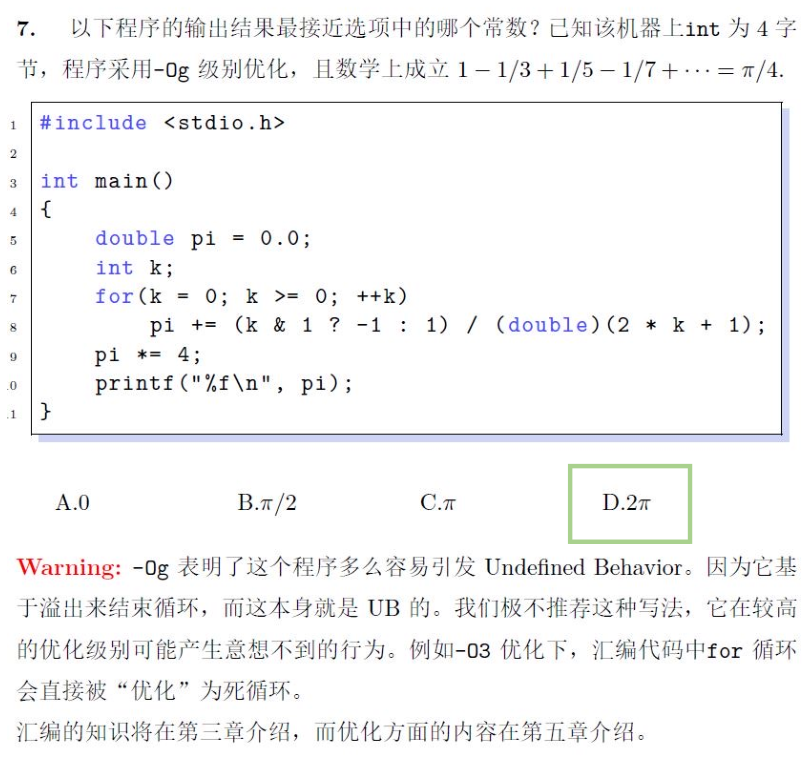 7. 以下程序的输出结果最接近选项中的哪个常数？已知该机器上int 为 4 字
节，程序采用-Og 级别优化，且数学上成立 1 − 1/3 + 1/5 − 1/7 + ··· = π/4.
1 #include <stdio.h>
2
3 int main()
4 {
5 double pi = 0.0;
6 int k;
7 for(k = 0; k >= 0; ++k)
8 pi += (k & 1 ? -1 : 1) / (double)(2 * k + 1);
9 pi *= 4;
.0 printf("%f\n", pi);
.1 }
A.0 B.π/2 C.π D.2π
Warning: -Og 表明了这个程序多么容易引发 Undefined Behavior。因为它基
于溢出来结束循环，而这本身就是 UB 的。我们极不推荐这种写法，它在较高
的优化级别可能产生意想不到的行为。例如-O3 优化下，汇编代码中for 循环
会直接被“优化”为死循环。
汇编的知识将在第三章介绍，而优化方面的内容在第五章介绍。